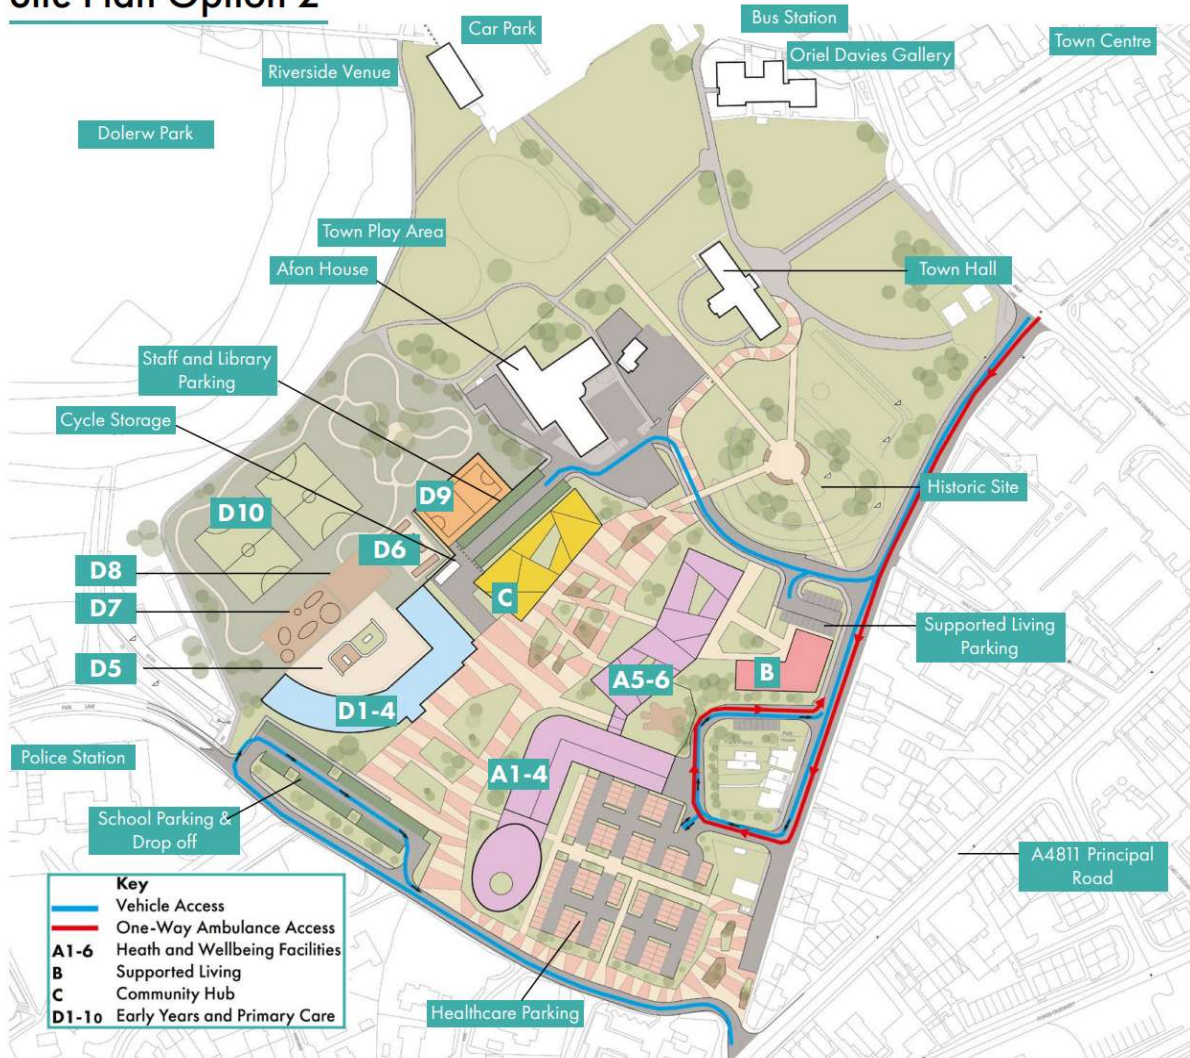 Site Plan Option 2
Bus Station
Car Park
Oriel Davies Gallery
Town Centre
Riverside Venue
Dolerw Park
Town Play Area
Afon House
Town Hall
Staff and Library
Parking
Cycle Storage
D9
Historic Site
D10
D6
D8
C
D7
Supported Living
Parking
D5
A5-6
B
D1-4
Police Station
A1-4
School Parking &
Drop off
A4811 Principal
Road
Key
Vehicle Access
One-Way Ambulance Access
A1-6 Heath and Wellbeing Facilities
B Supported Living
C Community Hub
D1-10 Early Years and Primary Care
Healthcare Parking